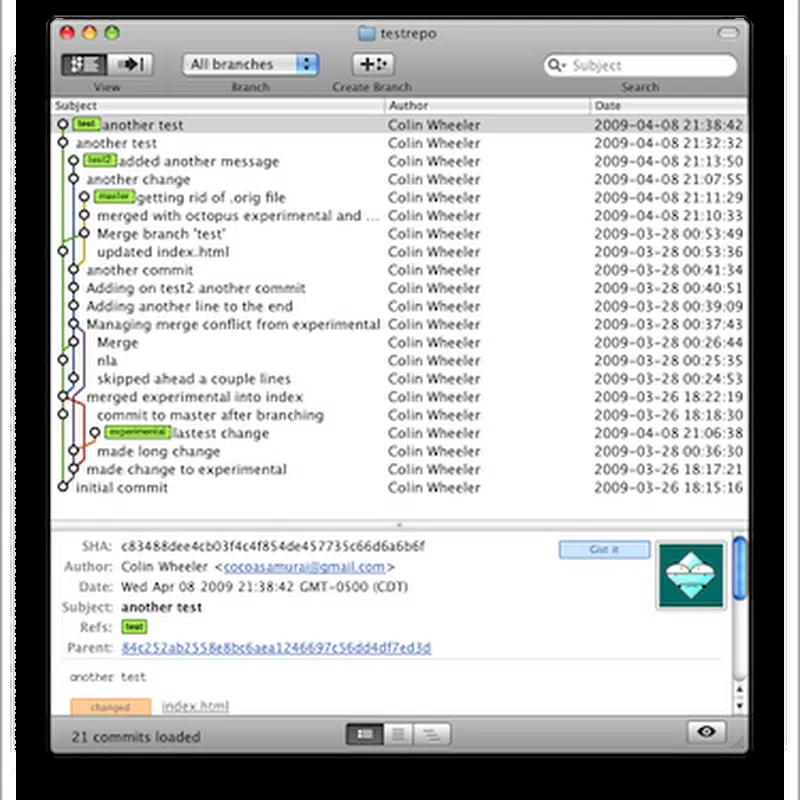 testrepo
All branches
Subject
View
Branch
Create Branch
Search
Subject Author Date
test another test Colin Wheeler 2009-04-08 21:38:42
another test Colin Wheeler 2009-04-08 21:32:32
test2 added another message Colin Wheeler 2009-04-08 21:13:50
another change Colin Wheeler 2009-04-08 21:07:55
master getting rid of .orig file Colin Wheeler 2009-04-08 21:11:29
merged with octopus experimental and ... Colin Wheeler 2009-04-08 21:10:33
Merge branch 'test' Colin Wheeler 2009-03-28 00:53:49
updated index.html Colin Wheeler 2009-03-28 00:53:36
another commit Colin Wheeler 2009-03-28 00:41:34
Adding on test2 another commit Colin Wheeler 2009-03-28 00:40:51
Adding another line to the end Colin Wheeler 2009-03-28 00:39:09
Managing merge conflict from experimental Colin Wheeler 2009-03-28 00:37:43
Merge Colin Wheeler 2009-03-28 00:26:44
nla Colin Wheeler 2009-03-28 00:25:35
skipped ahead a couple lines Colin Wheeler 2009-03-28 00:24:53
merged experimental into index Colin Wheeler 2009-03-26 18:22:19
commit to master after branching Colin Wheeler 2009-03-26 18:18:30
experimental lastest change Colin Wheeler 2009-04-08 21:06:38
made long change Colin Wheeler 2009-03-28 00:36:30
made change to experimental Colin Wheeler 2009-03-26 18:17:21
initial commit Colin Wheeler 2009-03-26 18:15:16
SHA: c83488dee4cb03f4c4f854de457735c66d6a6b6f
Gist it
Author: Colin Wheeler <cocoasamurai@gmail.com>
Date: Wed Apr 08 2009 21:38:42 GMT-0500 (CDT)
Subject: another test
Refs: test
Parent: 84c252ab2558e8bc6aea1246697c56dd4df7ed3d
another test
changed index.html
21 commits loaded